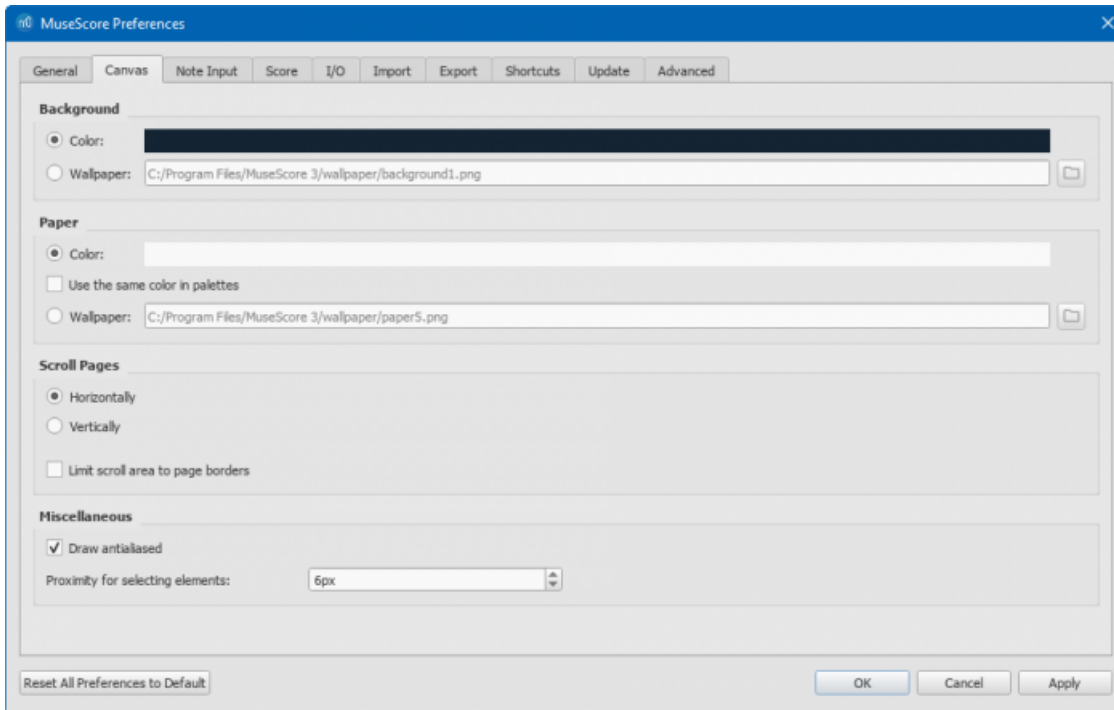 MuseScore Preferences
General Canvas Note Input Score I/O Import Export Shortcuts Update Advanced
Background
Color:
Wallpaper: C:/Program Files/MuseScore 3/wallpaper/background1.png
Paper
Color:
Use the same color in palettes
Wallpaper: C:/Program Files/MuseScore 3/wallpaper/paper5.png
Scroll Pages
Horizontally
Vertically
Limit scroll area to page borders
Miscellaneous
Draw antialiased
Proximity for selecting elements: 6px
Reset All Preferences to Default OK Cancel Apply